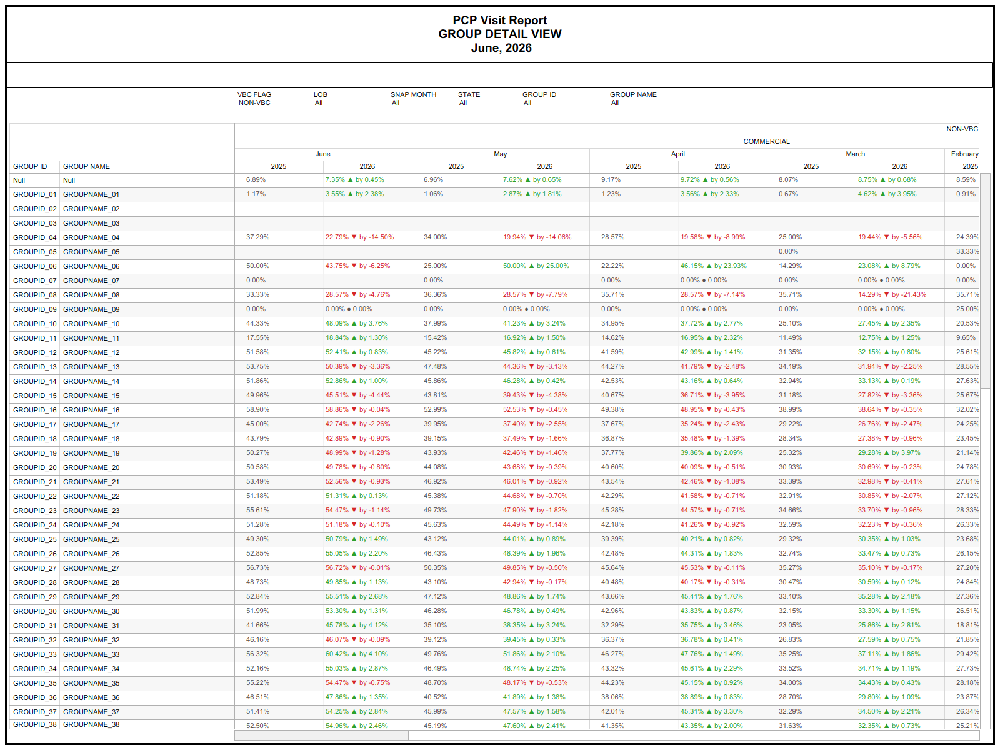 PCP Visit Report
GROUP DETAIL VIEW
June, 2026
VBC FLAG LOB SNAP MONTH STATE GROUP ID GROUP NAME
NON-VBC All All All All All
NON-VBC
COMMERCIAL
June May April March February
GROUP ID GROUP NAME 2025 2026 2025 2026 2025 2026 2025 2026 2025
Null Null 6.89% 7.35% ▲ by 0.45% 6.96% 7.62% ▲ by 0.65% 9.17% 9.72% ▲ by 0.56% 8.07% 8.75% ▲ by 0.68% 8.59%
GROUPID_01 GROUPNAME_01 1.17% 3.55% ▲ by 2.38% 1.06% 2.87% ▲ by 1.81% 1.23% 3.56% ▲ by 2.33% 0.67% 4.62% ▲ by 3.95% 0.91%
GROUPID_02 GROUPNAME_02
GROUPID_03 GROUPNAME_03
GROUPID_04 GROUPNAME_04 37.29% 22.79% ▼ by -14.50% 34.00% 19.94% ▼ by -14.06% 28.57% 19.58% ▼ by -8.99% 25.00% 19.44% ▼ by -5.56% 24.39%
GROUPID_05 GROUPNAME_05 0.00% 33.33%
GROUPID_06 GROUPNAME_06 50.00% 43.75% ▼ by -6.25% 25.00% 50.00% ▲ by 25.00% 22.22% 46.15% ▲ by 23.93% 14.29% 23.08% ▲ by 8.79% 0.00%
GROUPID_07 GROUPNAME_07 0.00% 0.00% 0.00% 0.00% ● 0.00% 0.00% 0.00% ● 0.00% 0.00%
GROUPID_08 GROUPNAME_08 33.33% 28.57% ▼ by -4.76% 36.36% 28.57% ▼ by -7.79% 35.71% 28.57% ▼ by -7.14% 35.71% 14.29% ▼ by -21.43% 35.71%
GROUPID_09 GROUPNAME_09 0.00% 0.00% ● 0.00% 0.00% 0.00% ● 0.00% 0.00% 0.00% ● 0.00% 0.00% 0.00% ● 0.00% 25.00%
GROUPID_10 GROUPNAME_10 44.33% 48.09% ▲ by 3.76% 37.99% 41.23% ▲ by 3.24% 34.95% 37.72% ▲ by 2.77% 25.10% 27.45% ▲ by 2.35% 20.53%
GROUPID_11 GROUPNAME_11 17.55% 18.84% ▲ by 1.30% 15.42% 16.92% ▲ by 1.50% 14.62% 16.95% ▲ by 2.32% 11.49% 12.75% ▲ by 1.25% 9.65%
GROUPID_12 GROUPNAME_12 51.58% 52.41% ▲ by 0.83% 45.22% 45.82% ▲ by 0.61% 41.59% 42.99% ▲ by 1.41% 31.35% 32.15% ▲ by 0.80% 25.61%
GROUPID_13 GROUPNAME_13 53.75% 50.39% ▼ by -3.36% 47.48% 44.36% ▼ by -3.13% 44.27% 41.79% ▼ by -2.48% 34.19% 31.94% ▼ by -2.25% 28.55%
GROUPID_14 GROUPNAME_14 51.86% 52.86% ▲ by 1.00% 45.86% 46.28% ▲ by 0.42% 42.53% 43.16% ▲ by 0.64% 32.94% 33.13% ▲ by 0.19% 27.63%
GROUPID_15 GROUPNAME_15 49.96% 45.51% ▼ by -4.44% 43.81% 39.43% ▼ by -4.38% 40.67% 36.71% ▼ by -3.95% 31.18% 27.82% ▼ by -3.36% 25.67%
GROUPID_16 GROUPNAME_16 58.90% 58.86% ▼ by -0.04% 52.99% 52.53% ▼ by -0.45% 49.38% 48.95% ▼ by -0.43% 38.99% 38.64% ▼ by -0.35% 32.02%
GROUPID_17 GROUPNAME_17 45.00% 42.74% ▼ by -2.26% 39.95% 37.40% ▼ by -2.55% 37.67% 35.24% ▼ by -2.43% 29.22% 26.76% ▼ by -2.47% 24.25%
GROUPID_18 GROUPNAME_18 43.79% 42.89% ▼ by -0.90% 39.15% 37.49% ▼ by -1.66% 36.87% 35.48% ▼ by -1.39% 28.34% 27.38% ▼ by -0.96% 23.45%
GROUPID_19 GROUPNAME_19 50.27% 48.99% ▼ by -1.28% 43.93% 42.46% ▼ by -1.46% 37.77% 39.86% ▲ by 2.09% 25.32% 29.28% ▲ by 3.97% 21.14%
GROUPID_20 GROUPNAME_20 50.58% 49.78% ▼ by -0.80% 44.08% 43.68% ▼ by -0.39% 40.60% 40.09% ▼ by -0.51% 30.93% 30.69% ▼ by -0.23% 24.78%
GROUPID_21 GROUPNAME_21 53.49% 52.56% ▼ by -0.93% 46.92% 46.01% ▼ by -0.92% 43.54% 42.46% ▼ by -1.08% 33.39% 32.98% ▼ by -0.41% 27.61%
GROUPID_22 GROUPNAME_22 51.18% 51.31% ▲ by 0.13% 45.38% 44.68% ▼ by -0.70% 42.29% 41.58% ▼ by -0.71% 32.91% 30.85% ▼ by -2.07% 27.12%
GROUPID_23 GROUPNAME_23 55.61% 54.47% ▼ by -1.14% 49.73% 47.90% ▼ by -1.82% 45.28% 44.57% ▼ by -0.71% 34.66% 33.70% ▼ by -0.96% 28.33%
GROUPID_24 GROUPNAME_24 51.28% 51.18% ▼ by -0.10% 45.63% 44.49% ▼ by -1.14% 42.18% 41.26% ▼ by -0.92% 32.59% 32.23% ▼ by -0.36% 26.33%
GROUPID_25 GROUPNAME_25 49.30% 50.79% ▲ by 1.49% 43.12% 44.01% ▲ by 0.89% 39.39% 40.21% ▲ by 0.82% 29.32% 30.35% ▲ by 1.03% 23.68%
GROUPID_26 GROUPNAME_26 52.85% 55.05% ▲ by 2.20% 46.43% 48.39% ▲ by 1.96% 42.48% 44.31% ▲ by 1.83% 32.74% 33.47% ▲ by 0.73% 26.15%
GROUPID_27 GROUPNAME_27 56.73% 56.72% ▼ by -0.01% 50.35% 49.85% ▼ by -0.50% 45.64% 45.53% ▼ by -0.11% 35.27% 35.10% ▼ by -0.17% 27.20%
GROUPID_28 GROUPNAME_28 48.73% 49.85% ▲ by 1.13% 43.10% 42.94% ▼ by -0.17% 40.48% 40.17% ▼ by -0.31% 30.47% 30.59% ▲ by 0.12% 24.84%
GROUPID_29 GROUPNAME_29 52.84% 55.51% ▲ by 2.68% 47.12% 48.86% ▲ by 1.74% 43.66% 45.41% ▲ by 1.76% 33.10% 35.28% ▲ by 2.18% 27.36%
GROUPID_30 GROUPNAME_30 51.99% 53.30% ▲ by 1.31% 46.28% 46.78% ▲ by 0.49% 42.96% 43.83% ▲ by 0.87% 32.15% 33.30% ▲ by 1.15% 26.51%
GROUPID_31 GROUPNAME_31 41.66% 45.78% ▲ by 4.12% 35.10% 38.35% ▲ by 3.24% 32.29% 35.75% ▲ by 3.46% 23.05% 25.86% ▲ by 2.81% 18.81%
GROUPID_32 GROUPNAME_32 46.16% 46.07% ▼ by -0.09% 39.12% 39.45% ▲ by 0.33% 36.37% 36.78% ▲ by 0.41% 26.83% 27.59% ▲ by 0.75% 21.85%
GROUPID_33 GROUPNAME_33 56.32% 60.42% ▲ by 4.10% 49.76% 51.86% ▲ by 2.10% 46.27% 47.76% ▲ by 1.49% 35.25% 37.11% ▲ by 1.86% 29.42%
GROUPID_34 GROUPNAME_34 52.16% 55.03% ▲ by 2.87% 46.49% 48.74% ▲ by 2.25% 43.32% 45.61% ▲ by 2.29% 33.52% 34.71% ▲ by 1.19% 27.73%
GROUPID_35 GROUPNAME_35 55.22% 54.47% ▼ by -0.75% 48.70% 48.17% ▼ by -0.53% 44.23% 45.15% ▲ by 0.92% 34.00% 34.43% ▲ by 0.43% 28.18%
GROUPID_36 GROUPNAME_36 46.51% 47.86% ▲ by 1.35% 40.52% 41.89% ▲ by 1.38% 38.06% 38.89% ▲ by 0.83% 28.70% 29.80% ▲ by 1.09% 23.87%
GROUPID_37 GROUPNAME_37 51.41% 54.25% ▲ by 2.84% 45.99% 47.57% ▲ by 1.58% 42.01% 45.31% ▲ by 3.30% 32.29% 34.50% ▲ by 2.21% 26.34%
GROUPID_38 GROUPNAME_38 52.50% 54.96% ▲ by 2.46% 45.19% 47.60% ▲ by 2.41% 41.35% 43.35% ▲ by 2.00% 31.63% 32.35% ▲ by 0.73% 25.21%